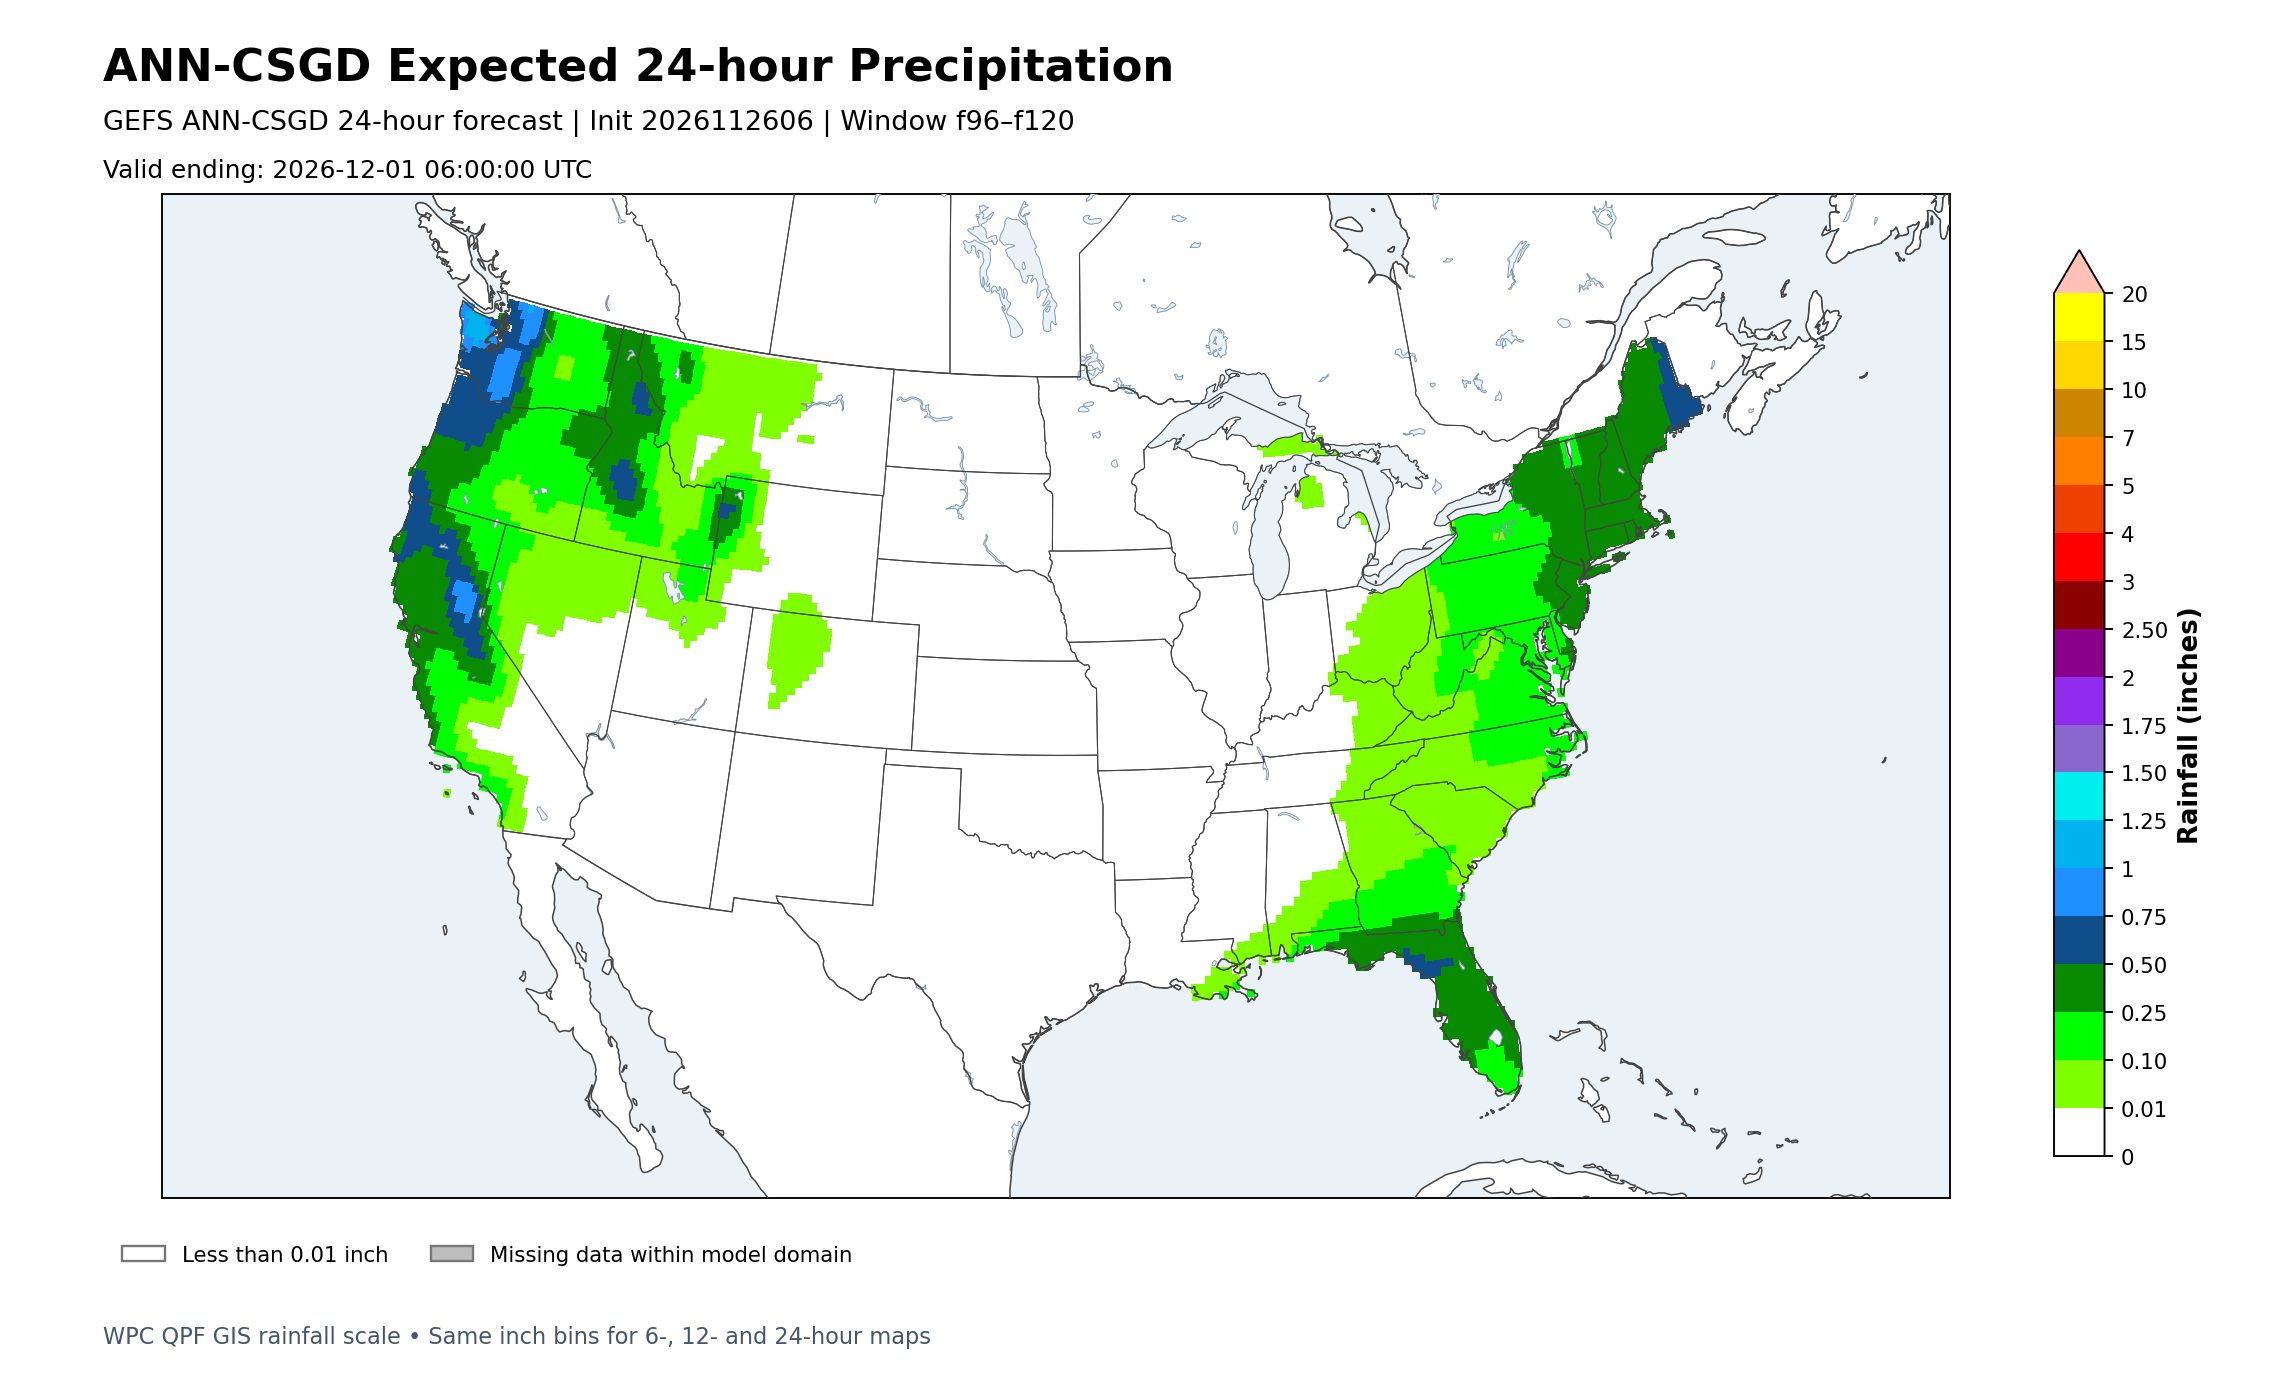 ANN-CSGD Expected 24-hour Precipitation
GEFS ANN-CSGD 24-hour forecast | Init 2026112606 | Window f96–f120
Valid ending: 2026-12-01 06:00:00 UTC
20
15
10
7
5
4
3
2.50
2
1.75
1.50
1.25
1
0.75
0.50
0.25
0.10
0.01
0
Rainfall (inches)
Less than 0.01 inch
Missing data within model domain
WPC QPF GIS rainfall scale • Same inch bins for 6-, 12- and 24-hour maps